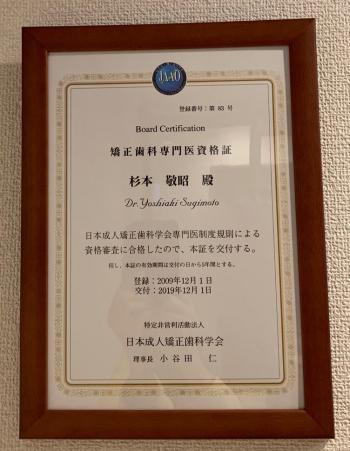 JAAO
登録番号：第 83 号
Board Certification
矯正歯科専門医資格証
杉本 敬昭 殿
Dr. Yoshiaki Sugimoto
日本成人矯正歯科学会専門医制度規則による
資格審査に合格したので、本証を交付する。
但し、本証の有効期間は交付の日から5年間とする。
登録：2009年12月1日
交付：2019年12月1日
特定非営利活動法人
日本成人矯正歯科学会
理事長 小谷田 仁